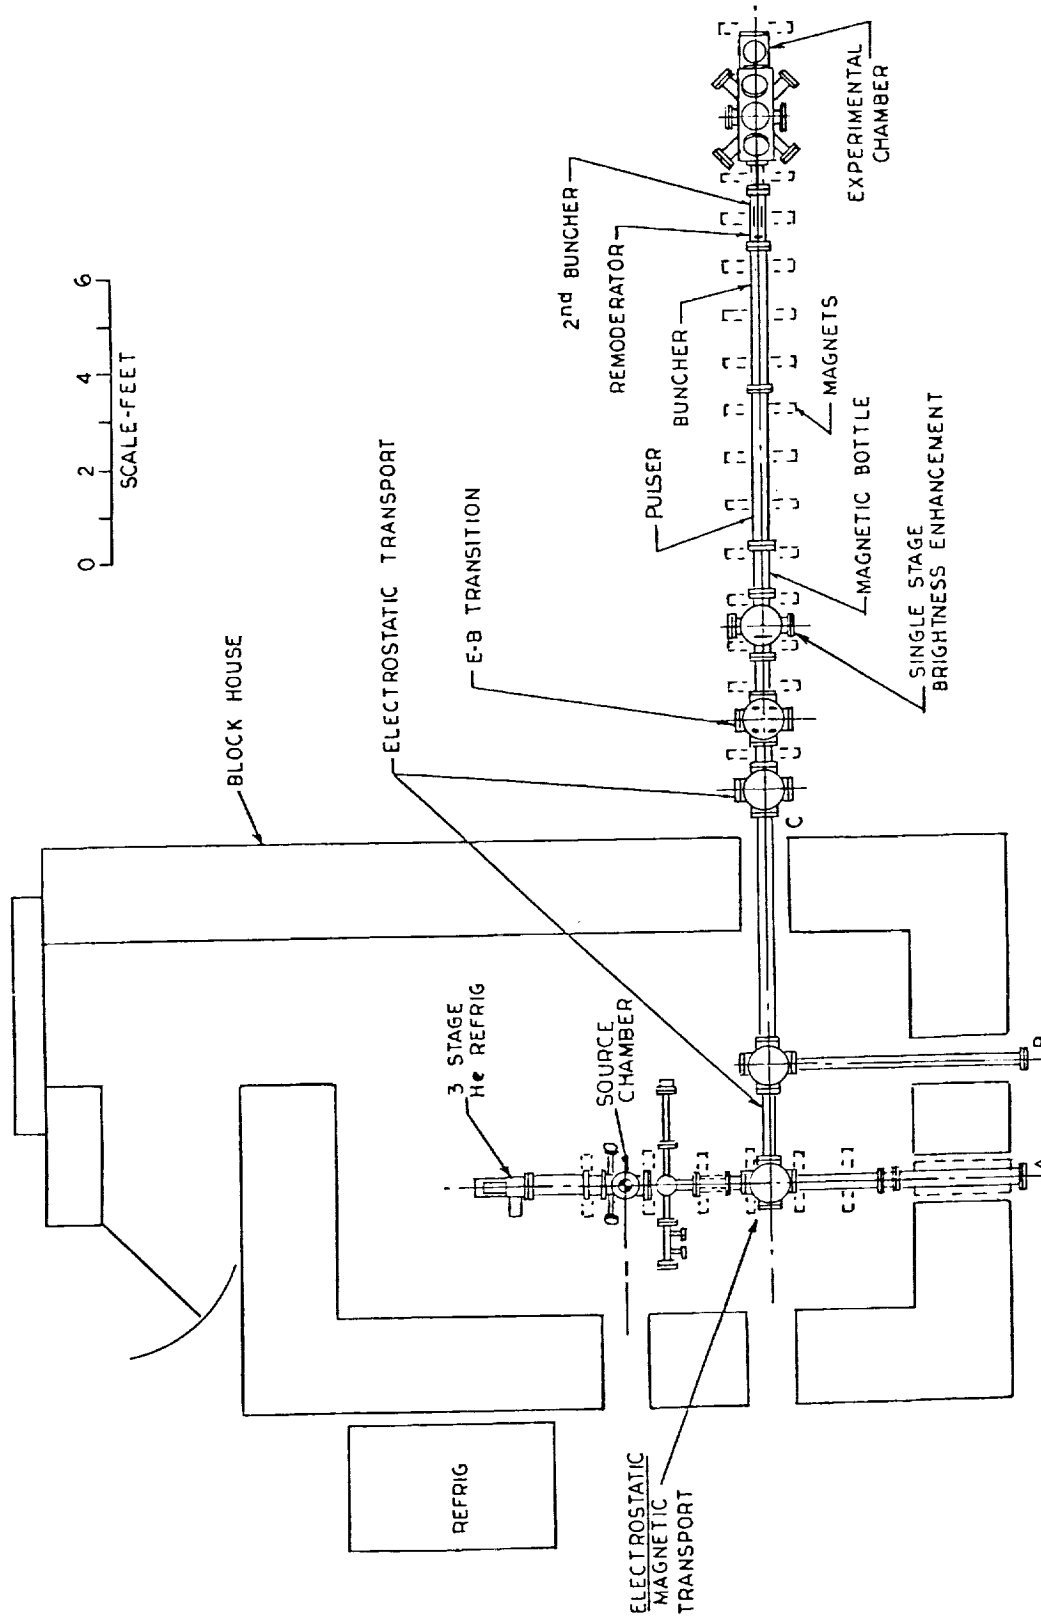 0 2 4 6
SCALE-FEET
BLOCK HOUSE
ELECTROSTATIC TRANSPORT
E-B TRANSITION
PULSER
BUNCHER
REMODERATOR
2nd BUNCHER
EXPERIMENTAL
CHAMBER
MAGNETS
MAGNETIC BOTTLE
SINGLE STAGE
BRIGHTNESS ENHANCEMENT
C
3 STAGE
He REFRIG
SOURCE
CHAMBER
B
A
REFRIG
ELECTROSTATIC
MAGNETIC
TRANSPORT